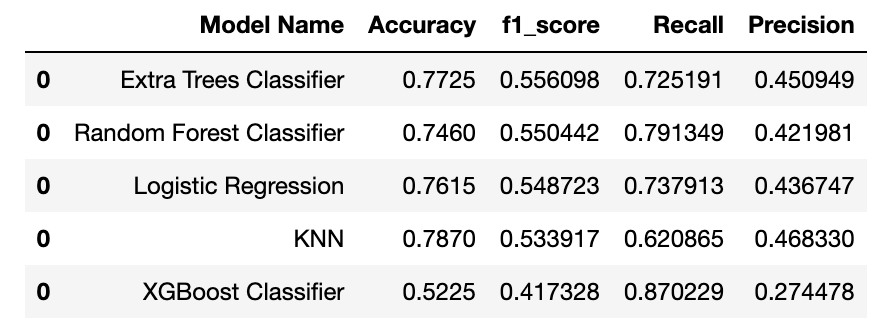 Model Name Accuracy f1_score Recall Precision
0 Extra Trees Classifier 0.7725 0.556098 0.725191 0.450949
0 Random Forest Classifier 0.7460 0.550442 0.791349 0.421981
0 Logistic Regression 0.7615 0.548723 0.737913 0.436747
0 KNN 0.7870 0.533917 0.620865 0.468330
0 XGBoost Classifier 0.5225 0.417328 0.870229 0.274478